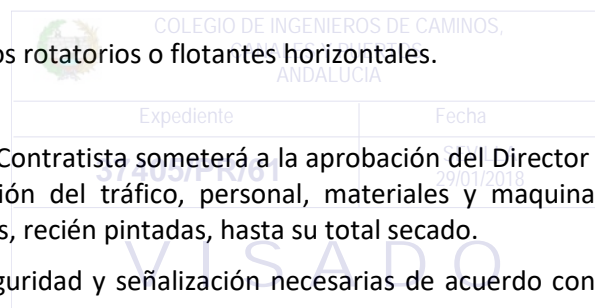 COLEGIO DE INGENIEROS DE CAMINOS,
os rotatorios o flotantes horizontales.
ANDALUCIA
Expediente Fecha
Contratista someterá a la aprobación del Director
37405/PR/61 SEVILLA
29/01/2018
ión del tráfico, personal, materiales y maquina
s, recién pintadas, hasta su total secado.
VISADO
guridad y señalización necesarias de acuerdo con